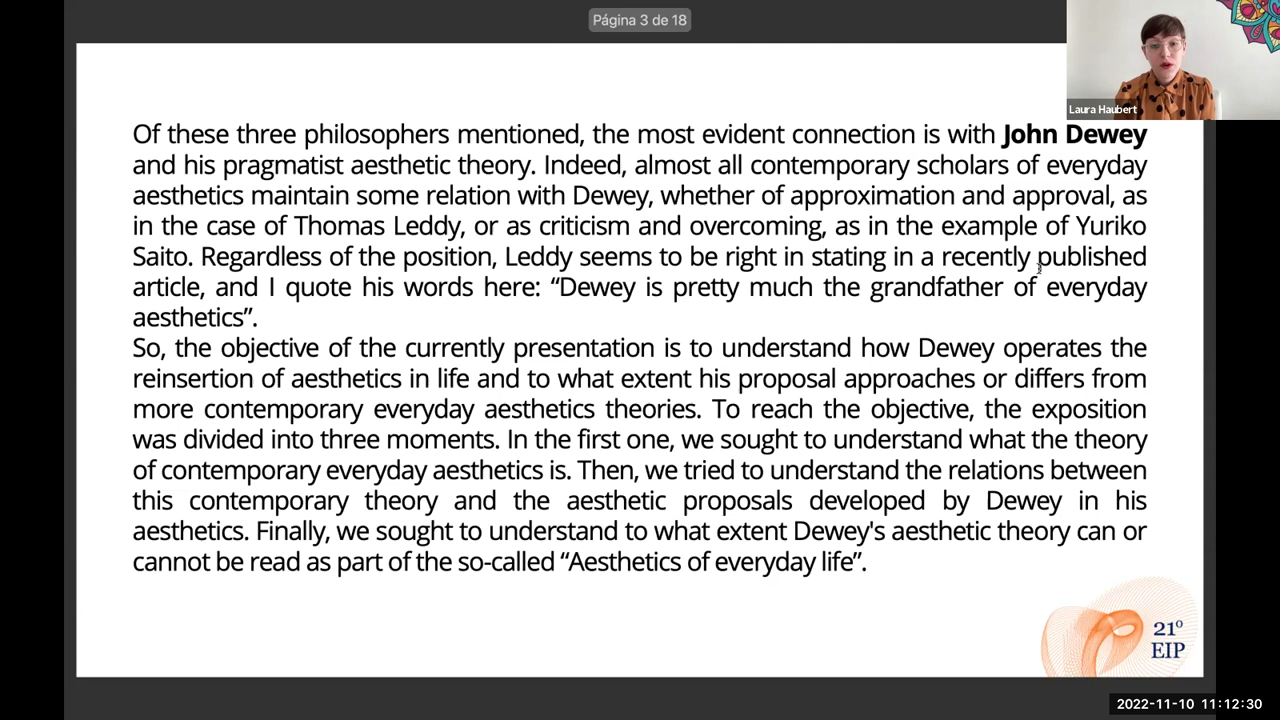 Página 3 de 18
Laura Haubert
Of these three philosophers mentioned, the most evident connection is with John Dewey
and his pragmatist aesthetic theory. Indeed, almost all contemporary scholars of everyday
aesthetics maintain some relation with Dewey, whether of approximation and approval, as
in the case of Thomas Leddy, or as criticism and overcoming, as in the example of Yuriko
Saito. Regardless of the position, Leddy seems to be right in stating in a recently published
article, and I quote his words here: “Dewey is pretty much the grandfather of everyday
aesthetics”.
So, the objective of the currently presentation is to understand how Dewey operates the
reinsertion of aesthetics in life and to what extent his proposal approaches or differs from
more contemporary everyday aesthetics theories. To reach the objective, the exposition
was divided into three moments. In the first one, we sought to understand what the theory
of contemporary everyday aesthetics is. Then, we tried to understand the relations between
this contemporary theory and the aesthetic proposals developed by Dewey in his
aesthetics. Finally, we sought to understand to what extent Dewey's aesthetic theory can or
cannot be read as part of the so-called “Aesthetics of everyday life”.
21º
EIP
2022-11-10 11:12:30